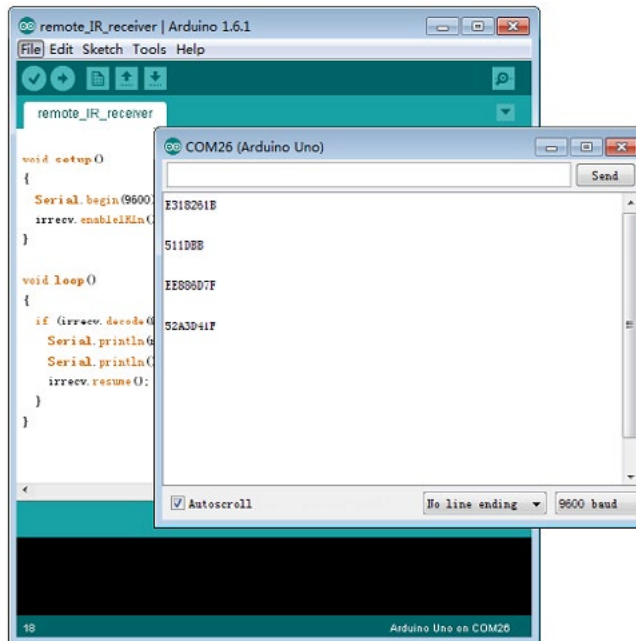 remote_IR_receiver | Arduino 1.6.1
File Edit Sketch Tools Help
remote_IR_receiver
void setup()
{
Serial.begin(9600)
irrecv.enableIRIn()
}
void loop()
{
if (irrecv.decode(
Serial.println(
Serial.println(
irrecv.resume();
}
}
COM26 (Arduino Uno)
Send
E318261B
511DBB
EE886D7F
52A3D41F
Autoscroll
No line ending
9600 baud
18
Arduino Uno on COM26